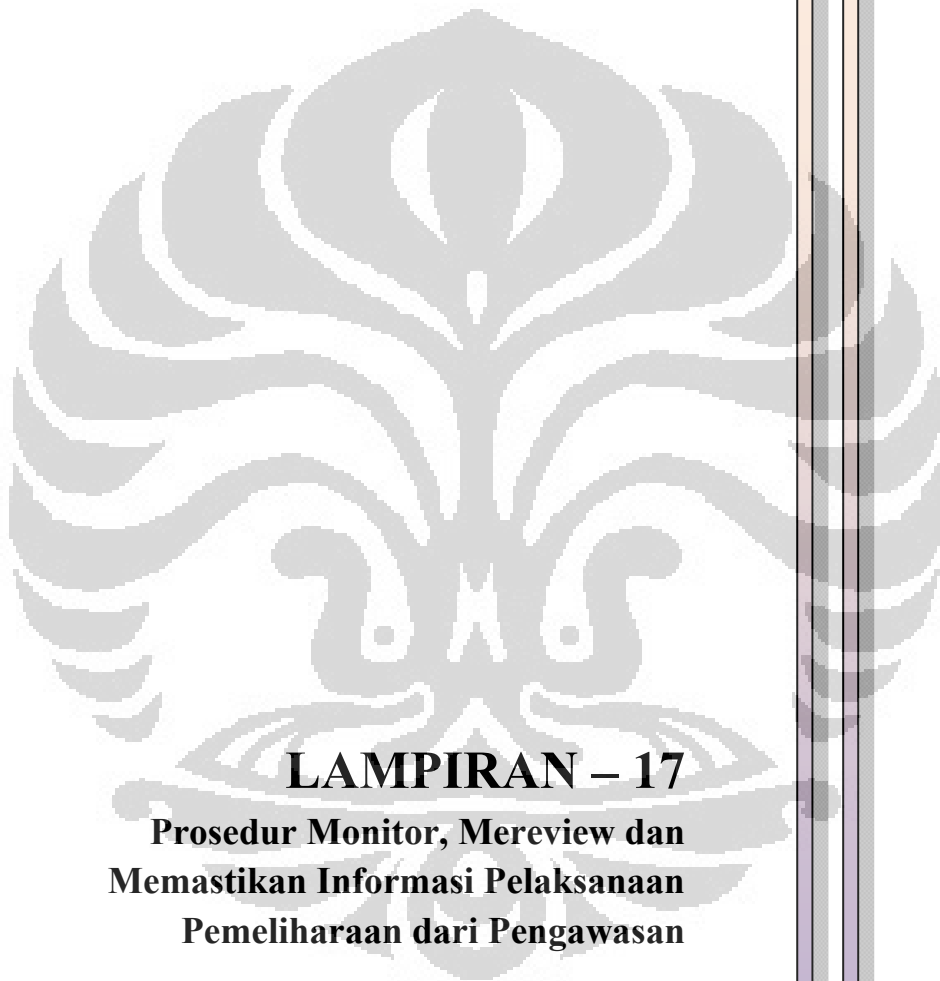 LAMPIRAN – 17
Prosedur Monitor, Mereview dan
Memastikan Informasi Pelaksanaan
Pemeliharaan dari Pengawasan